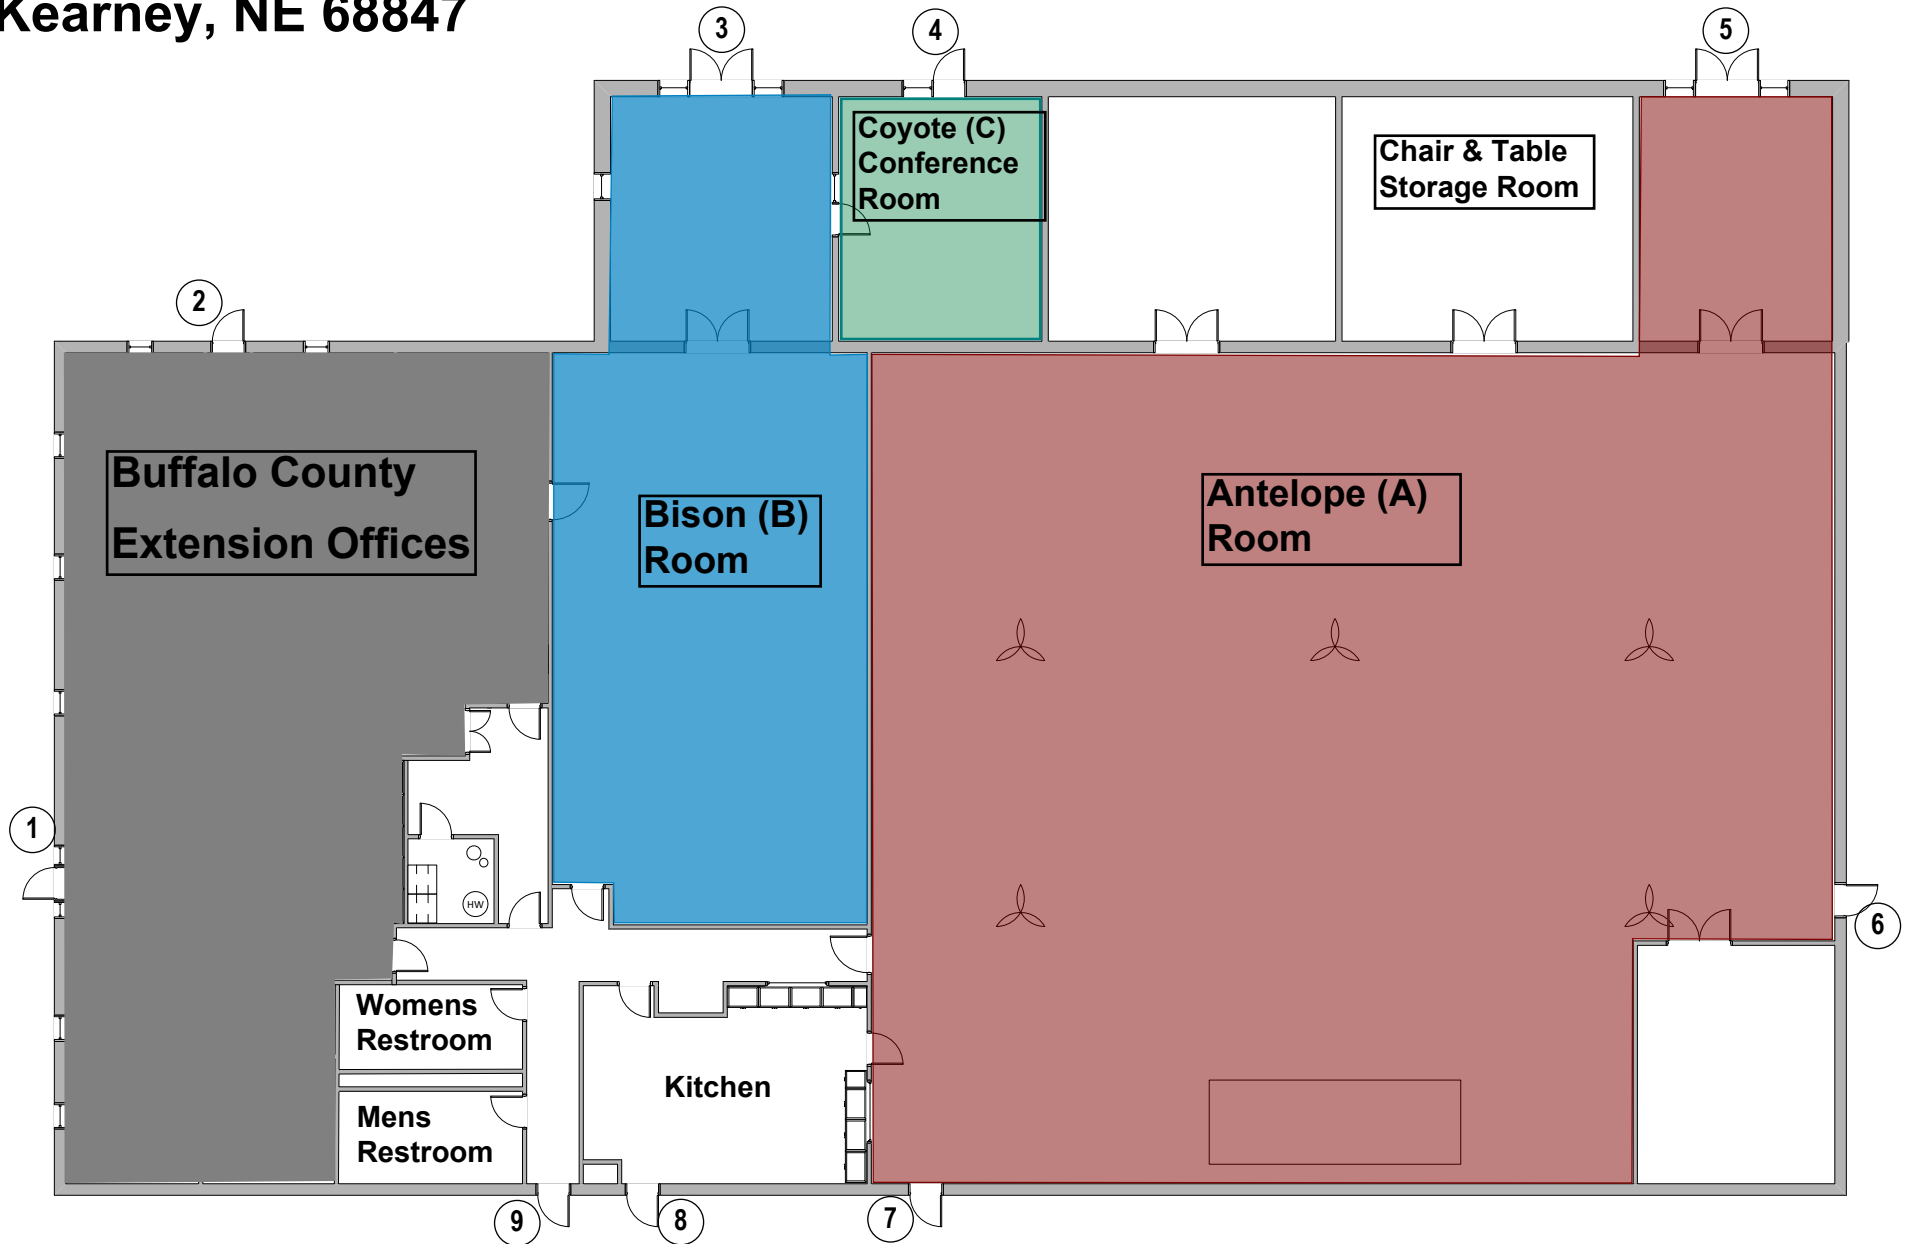 Kearney, NE 68847
3
4
5
Coyote (C)
Conference
Room
Chair & Table
Storage Room
2
Buffalo County
Extension Offices
Bison (B)
Room
Antelope (A)
Room
1
HW
6
Womens
Restroom
Kitchen
Mens
Restroom
9
8
7